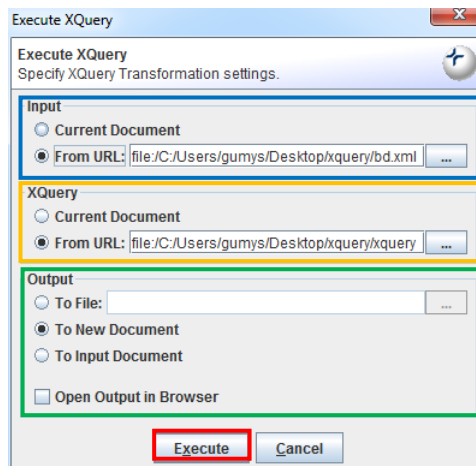 Execute XQuery
Execute XQuery
Specify XQuery Transformation settings.
Input
Current Document
From URL: file:/C:/Users/gumys/Desktop/xquery/bd.xml ...
XQuery
Current Document
From URL: file:/C:/Users/gumys/Desktop/xquery/xquery ...
Output
To File: ...
To New Document
To Input Document
Open Output in Browser
Execute Cancel